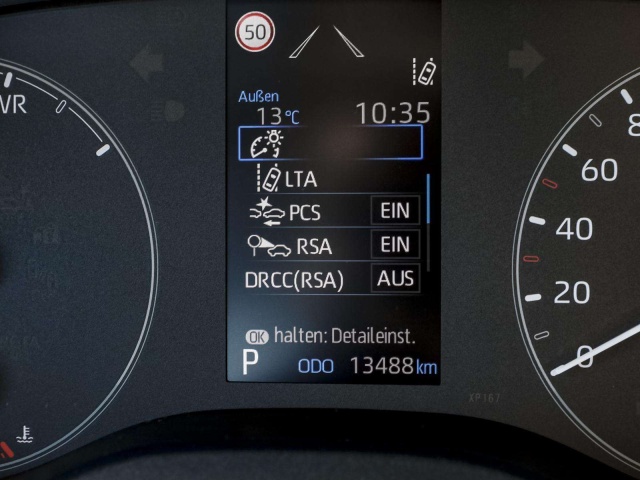 50
Außen
13°C 10:35
LTA
PCS EIN
RSA EIN
DRCC(RSA) AUS
OK halten: Detaileinst.
P ODO 13488 km
60
40
20
0
XP167